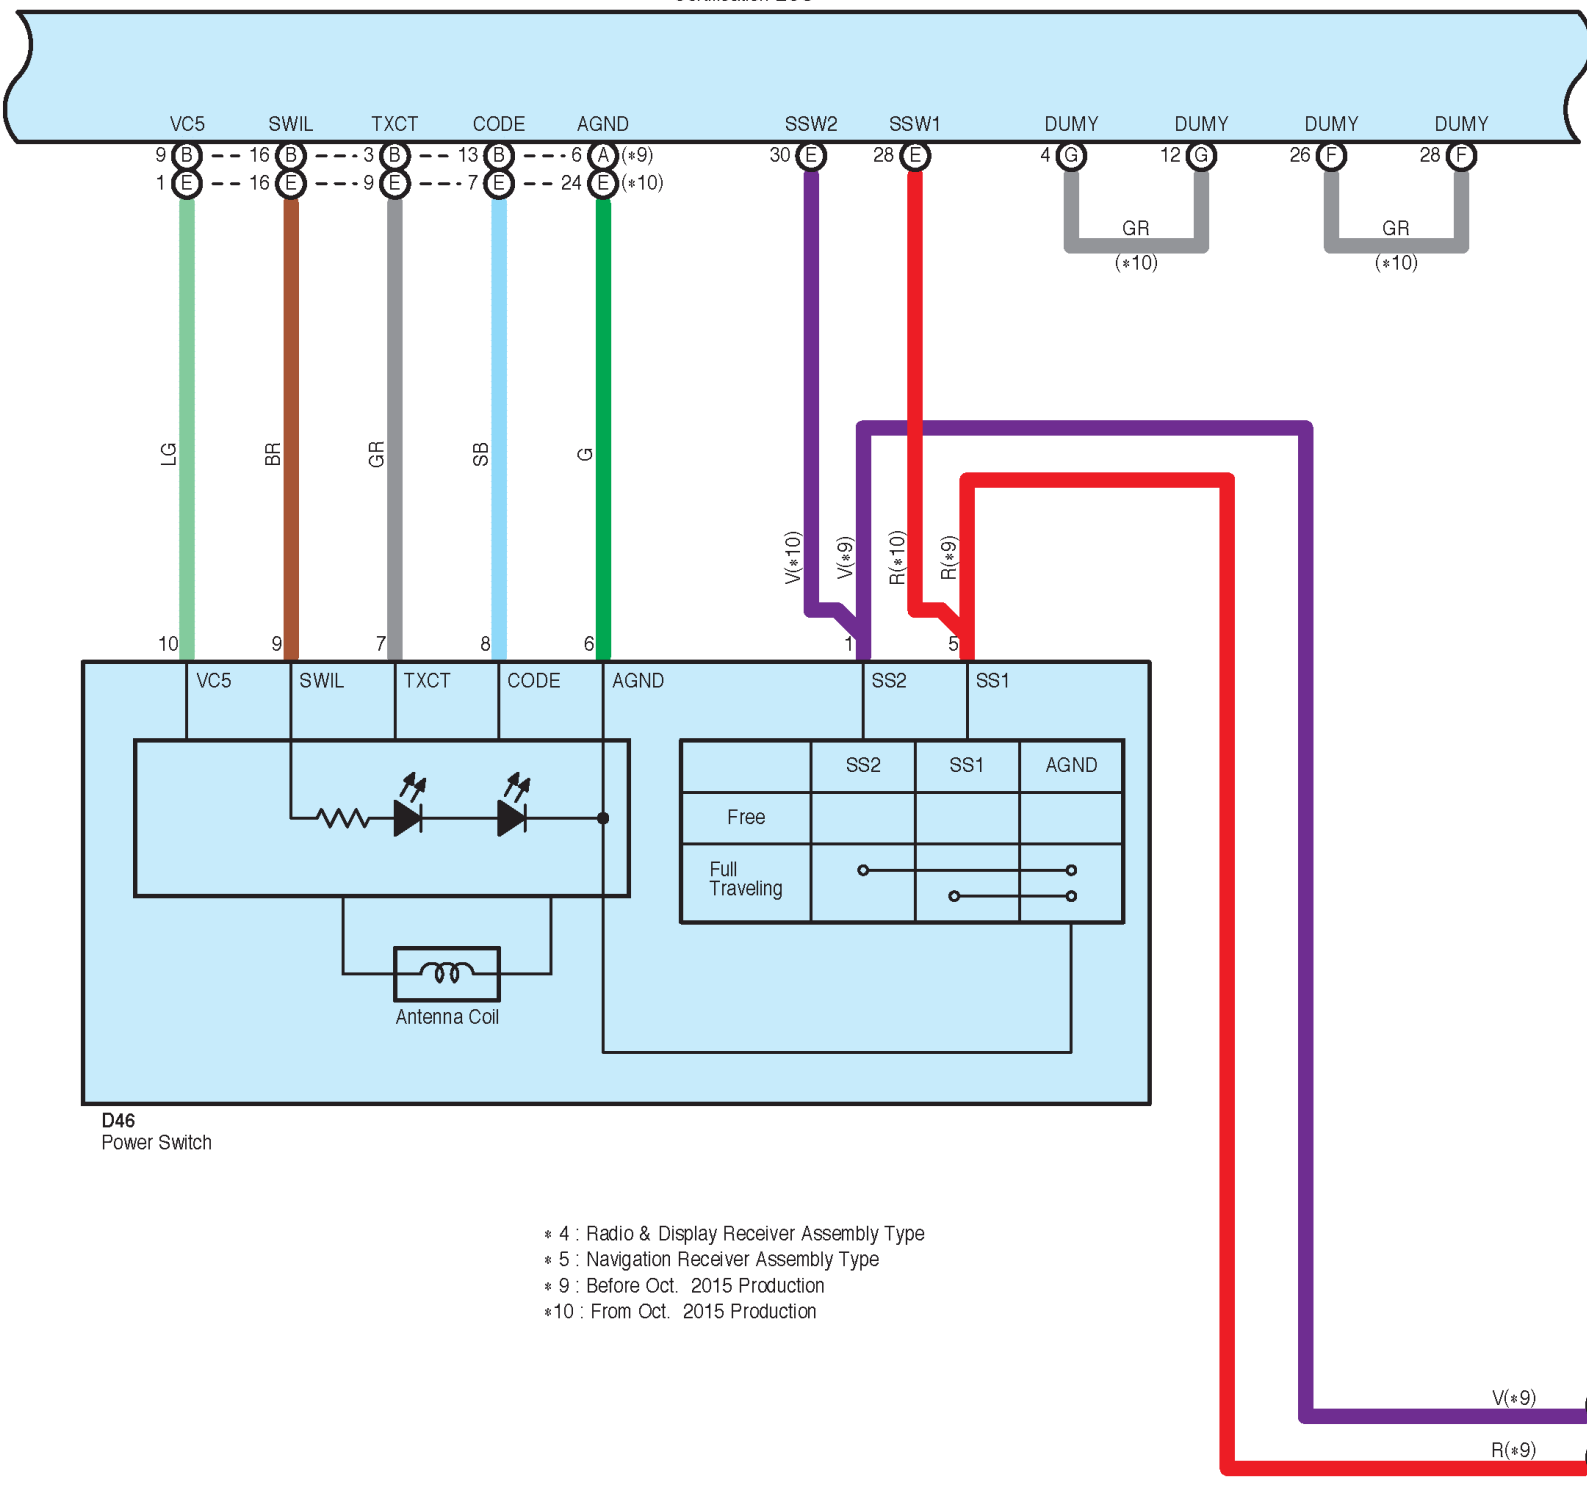 Certification ECU
VC5 SWIL TXCT CODE AGND SSW2 SSW1 DUMY DUMY DUMY DUMY
9 B 16 B 3 B 13 B 6 A (*9) 30 E 28 E 4 G 12 G 26 F 28 F
1 E 16 E 9 E 7 E 24 E (*10)
GR GR
(*10) (*10)
LG BR GR SB G
V(*10) V(*9) R(*10) R(*9)
10 9 7 8 6 1 5
VC5 SWIL TXCT CODE AGND SS2 SS1
SS2 SS1 AGND
Free
Full
Traveling
Antenna Coil
D46
Power Switch
* 4 : Radio & Display Receiver Assembly Type
* 5 : Navigation Receiver Assembly Type
* 9 : Before Oct. 2015 Production
*10 : From Oct. 2015 Production
V(*9)
R(*9)